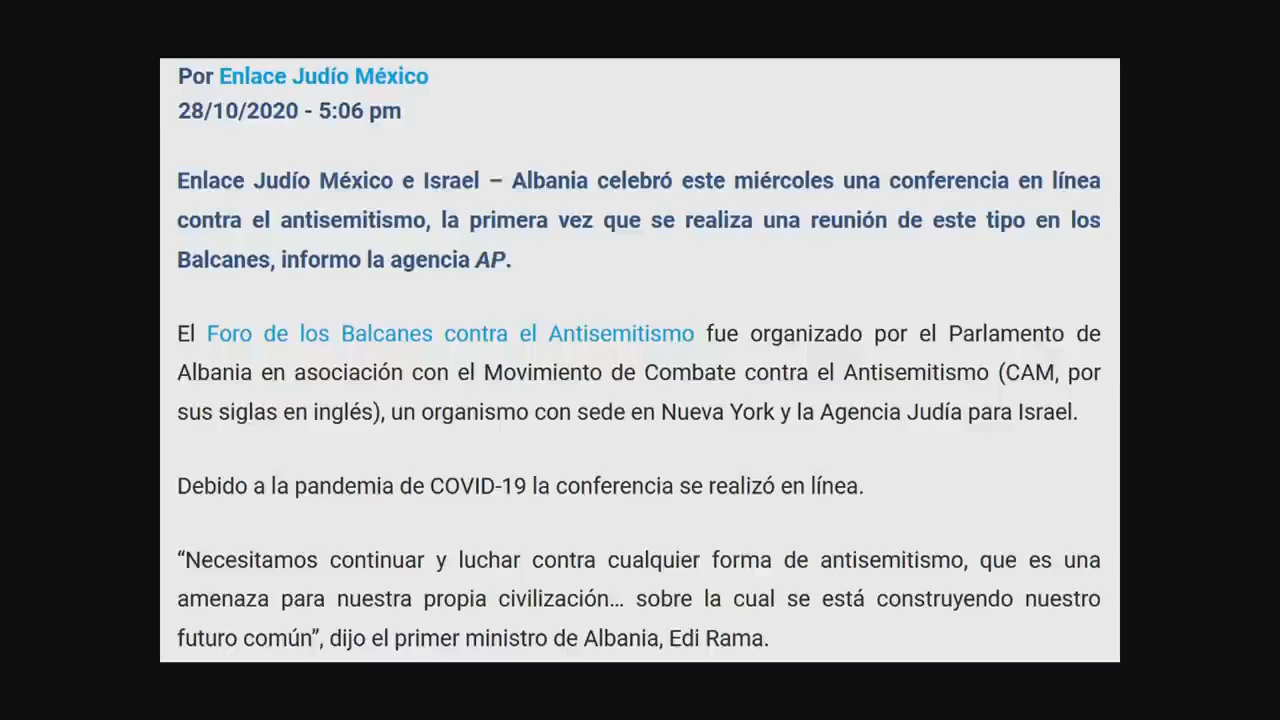 Por Enlace Judío México
28/10/2020 - 5:06 pm
Enlace Judío México e Israel – Albania celebró este miércoles una conferencia en línea
contra el antisemitismo, la primera vez que se realiza una reunión de este tipo en los
Balcanes, informo la agencia AP.
El Foro de los Balcanes contra el Antisemitismo fue organizado por el Parlamento de
Albania en asociación con el Movimiento de Combate contra el Antisemitismo (CAM, por
sus siglas en inglés), un organismo con sede en Nueva York y la Agencia Judía para Israel.
Debido a la pandemia de COVID-19 la conferencia se realizó en línea.
“Necesitamos continuar y luchar contra cualquier forma de antisemitismo, que es una
amenaza para nuestra propia civilización… sobre la cual se está construyendo nuestro
futuro común”, dijo el primer ministro de Albania, Edi Rama.